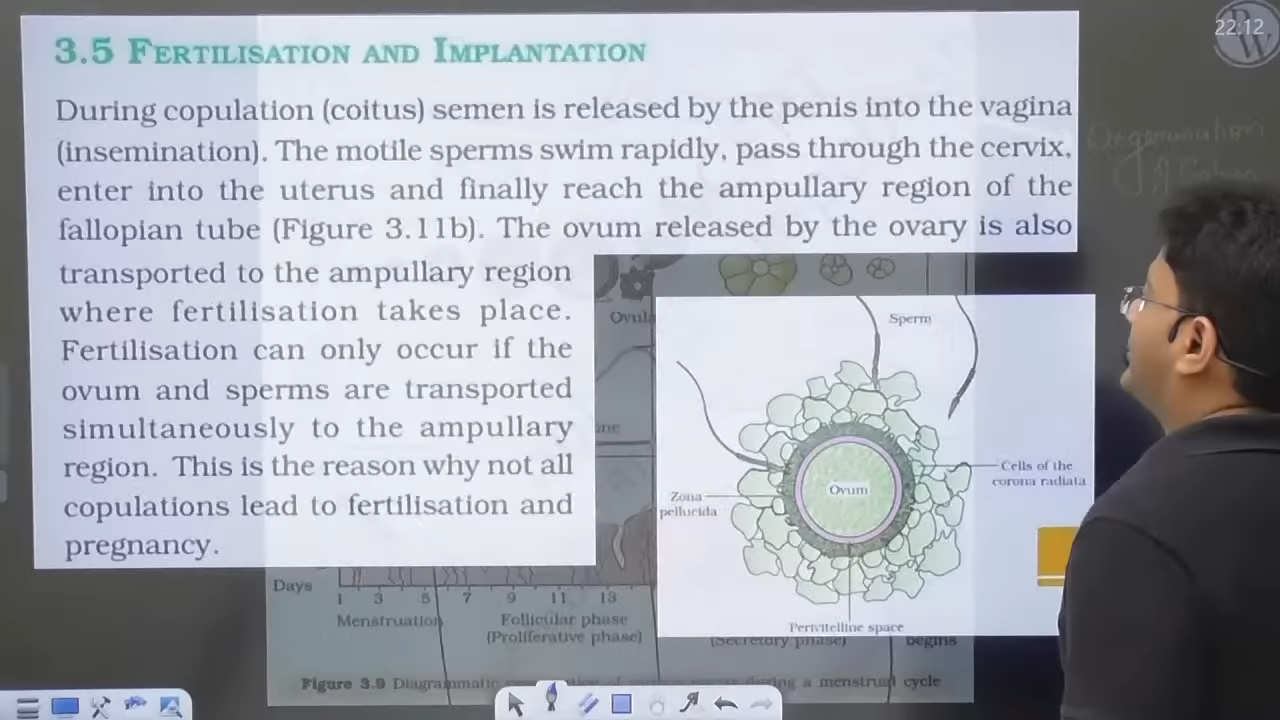 22:12
3.5 FERTILISATION AND IMPLANTATION
During copulation (coitus) semen is released by the penis into the vagina
(insemination). The motile sperms swim rapidly, pass through the cervix,
enter into the uterus and finally reach the ampullary region of the
fallopian tube (Figure 3.11b). The ovum released by the ovary is also
transported to the ampullary region
where fertilisation takes place.
Fertilisation can only occur if the
ovum and sperms are transported
simultaneously to the ampullary
region. This is the reason why not all
copulations lead to fertilisation and
pregnancy.
Degeneration
Sperm
Cells of the
corona radiata
Ovum
Zona
pellucida
Perivitelline space
Days
1 3 5 7 9 11 13
Menstruation
Follicular phase
(Proliferative phase)
(Secretory phase)
begins
Figure 3.9 Diagrammatic during a menstrual cycle